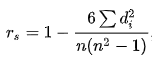 r_s = 1 - \frac{6 \sum d_i^2}{n(n^2 - 1)}